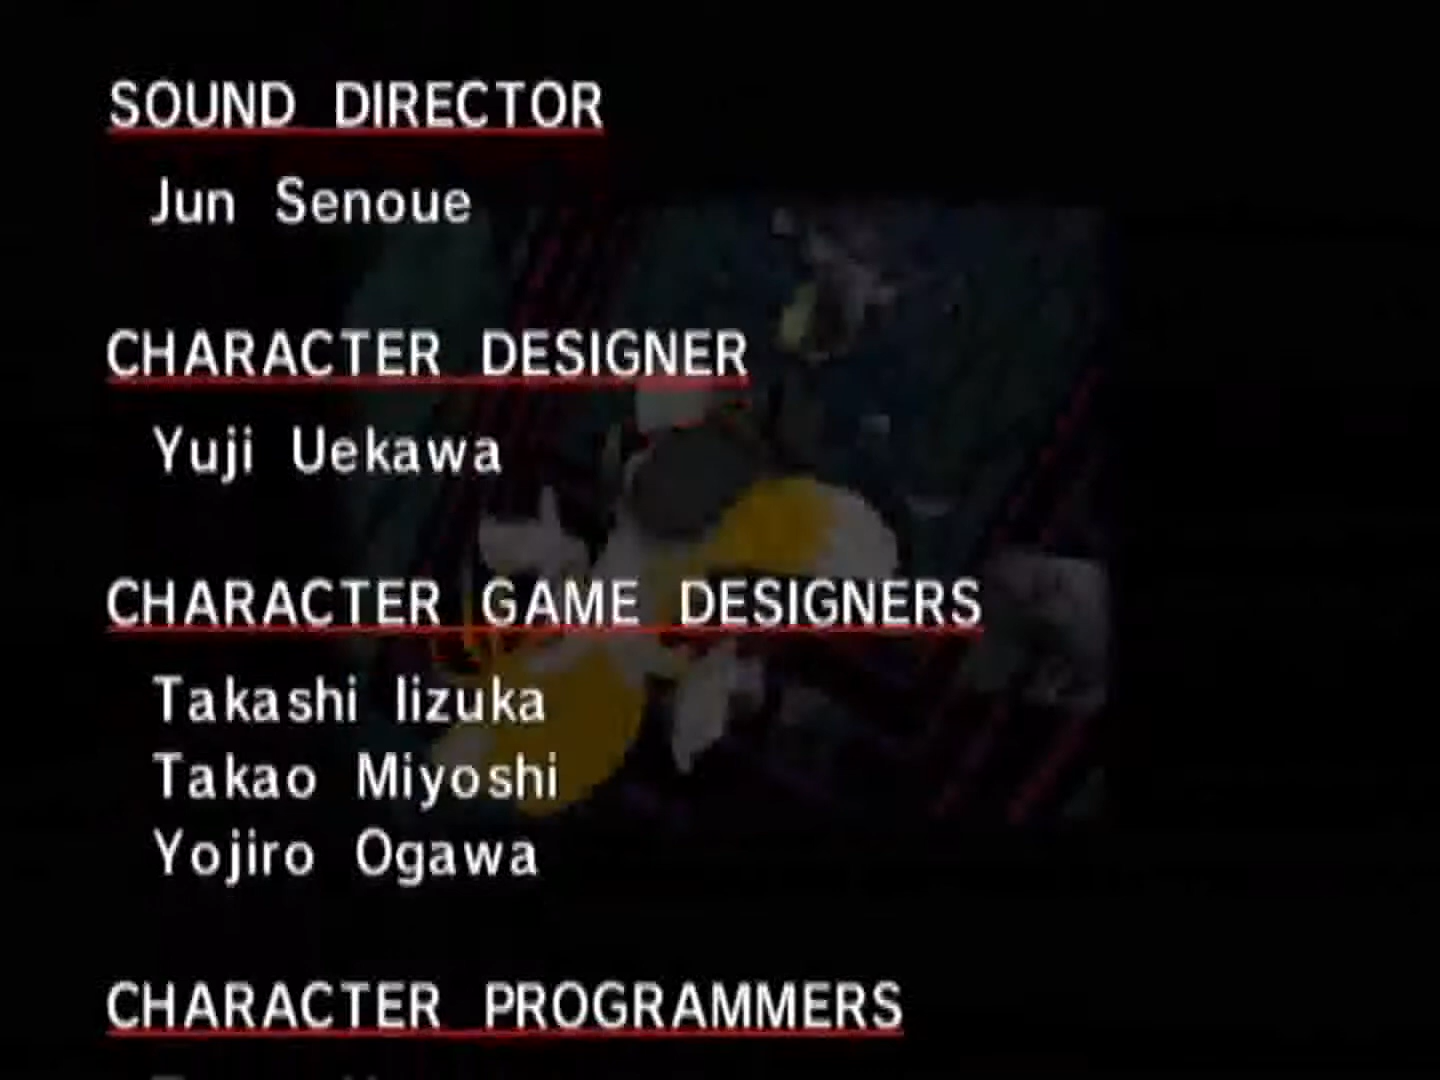 SOUND DIRECTOR
Jun Senoue
CHARACTER DESIGNER
Yuji Uekawa
CHARACTER GAME DESIGNERS
Takashi Iizuka
Takao Miyoshi
Yojiro Ogawa
CHARACTER PROGRAMMERS